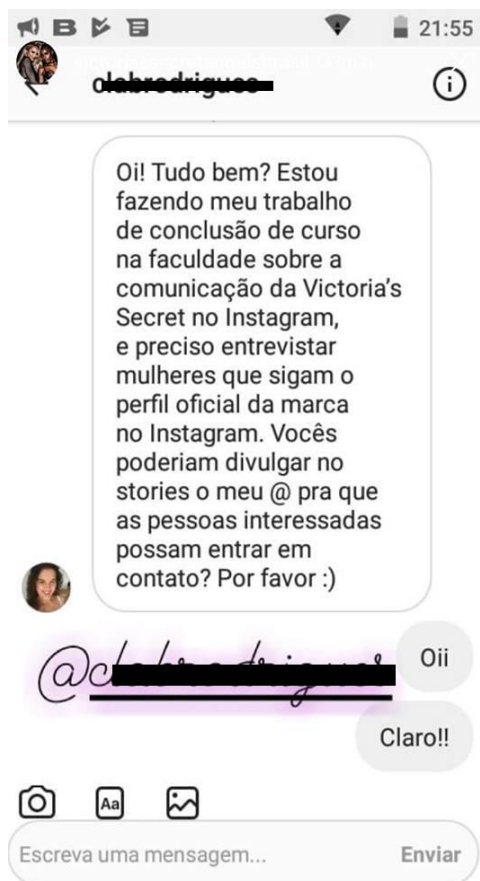 21:55
Oi! Tudo bem? Estou
fazendo meu trabalho
de conclusão de curso
na faculdade sobre a
comunicação da Victoria's
Secret no Instagram,
e preciso entrevistar
mulheres que sigam o
perfil oficial da marca
no Instagram. Vocês
poderiam divulgar no
stories o meu @ pra que
as pessoas interessadas
possam entrar em
contato? Por favor :)
Oii
Claro!!
Aa
Escreva uma mensagem... Enviar